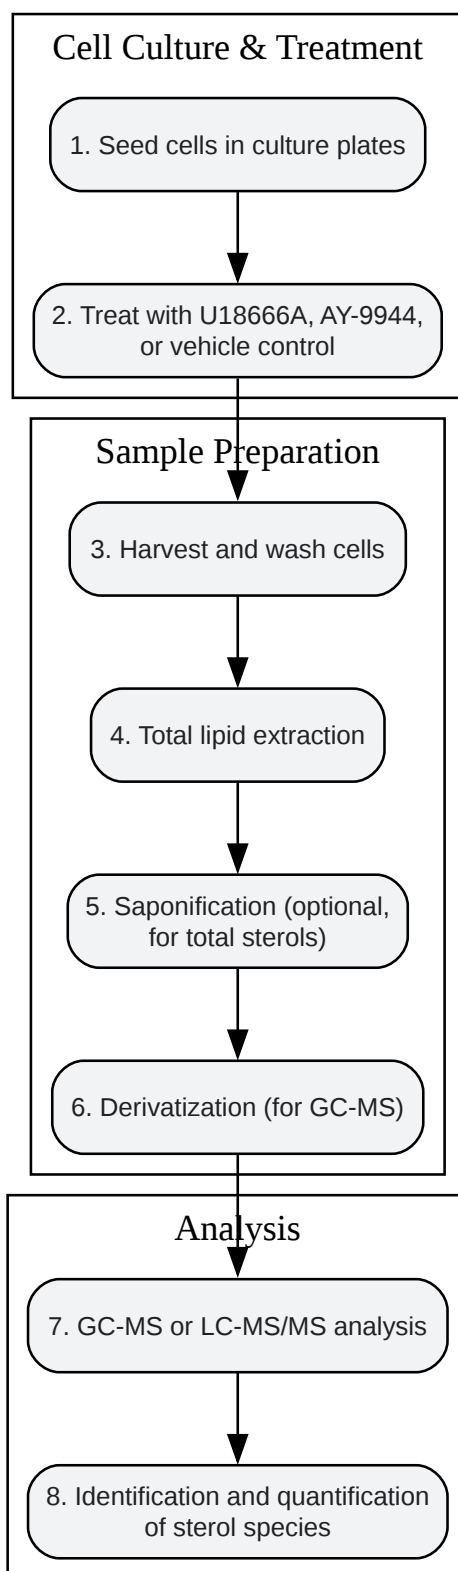 Cell Culture & Treatment
1. Seed cells in culture plates
2. Treat with U18666A, AY-9944,
or vehicle control
Sample Preparation
3. Harvest and wash cells
4. Total lipid extraction
5. Saponification (optional,
for total sterols)
6. Derivatization (for GC-MS)
Analysis
7. GC-MS or LC-MS/MS analysis
8. Identification and quantification
of sterol species